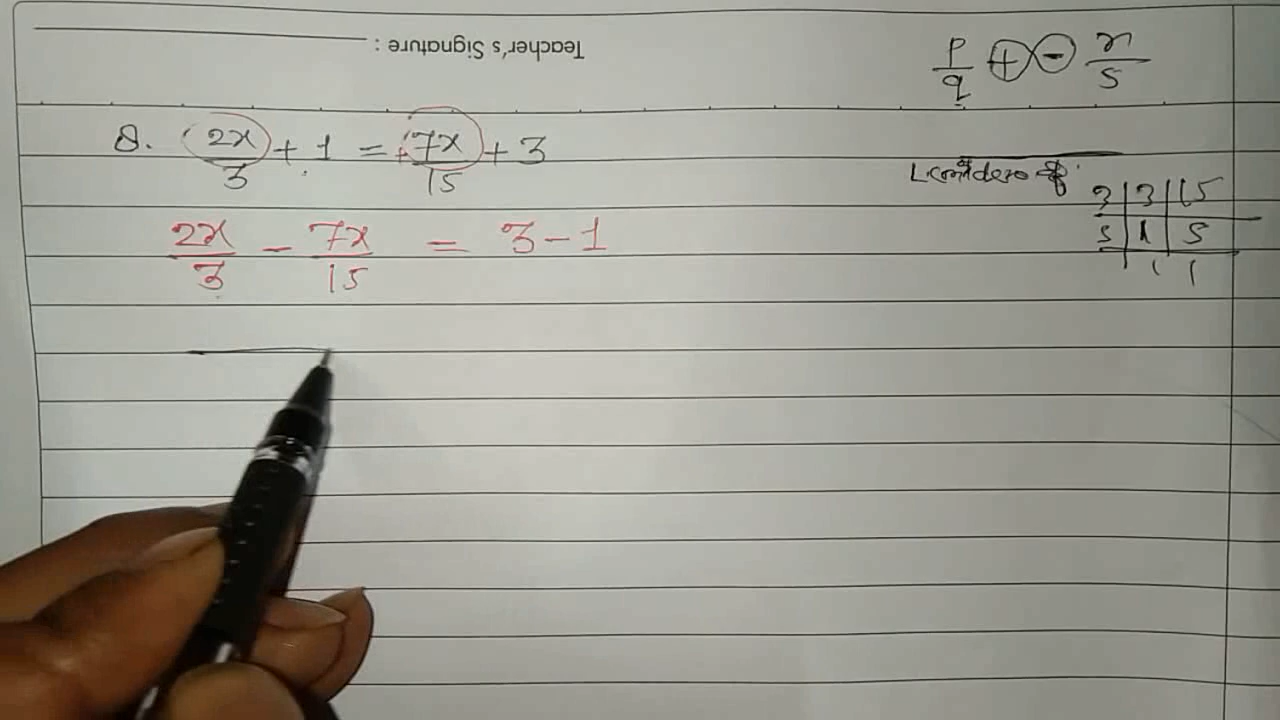 Teacher's Signature :
p/q + - r/s
8. 2x/3 + 1 = 7x/15 + 3
3 | 3 | 15
5 | 1 | 5
1 | 1
2x/3 - 7x/15 = 3 - 1